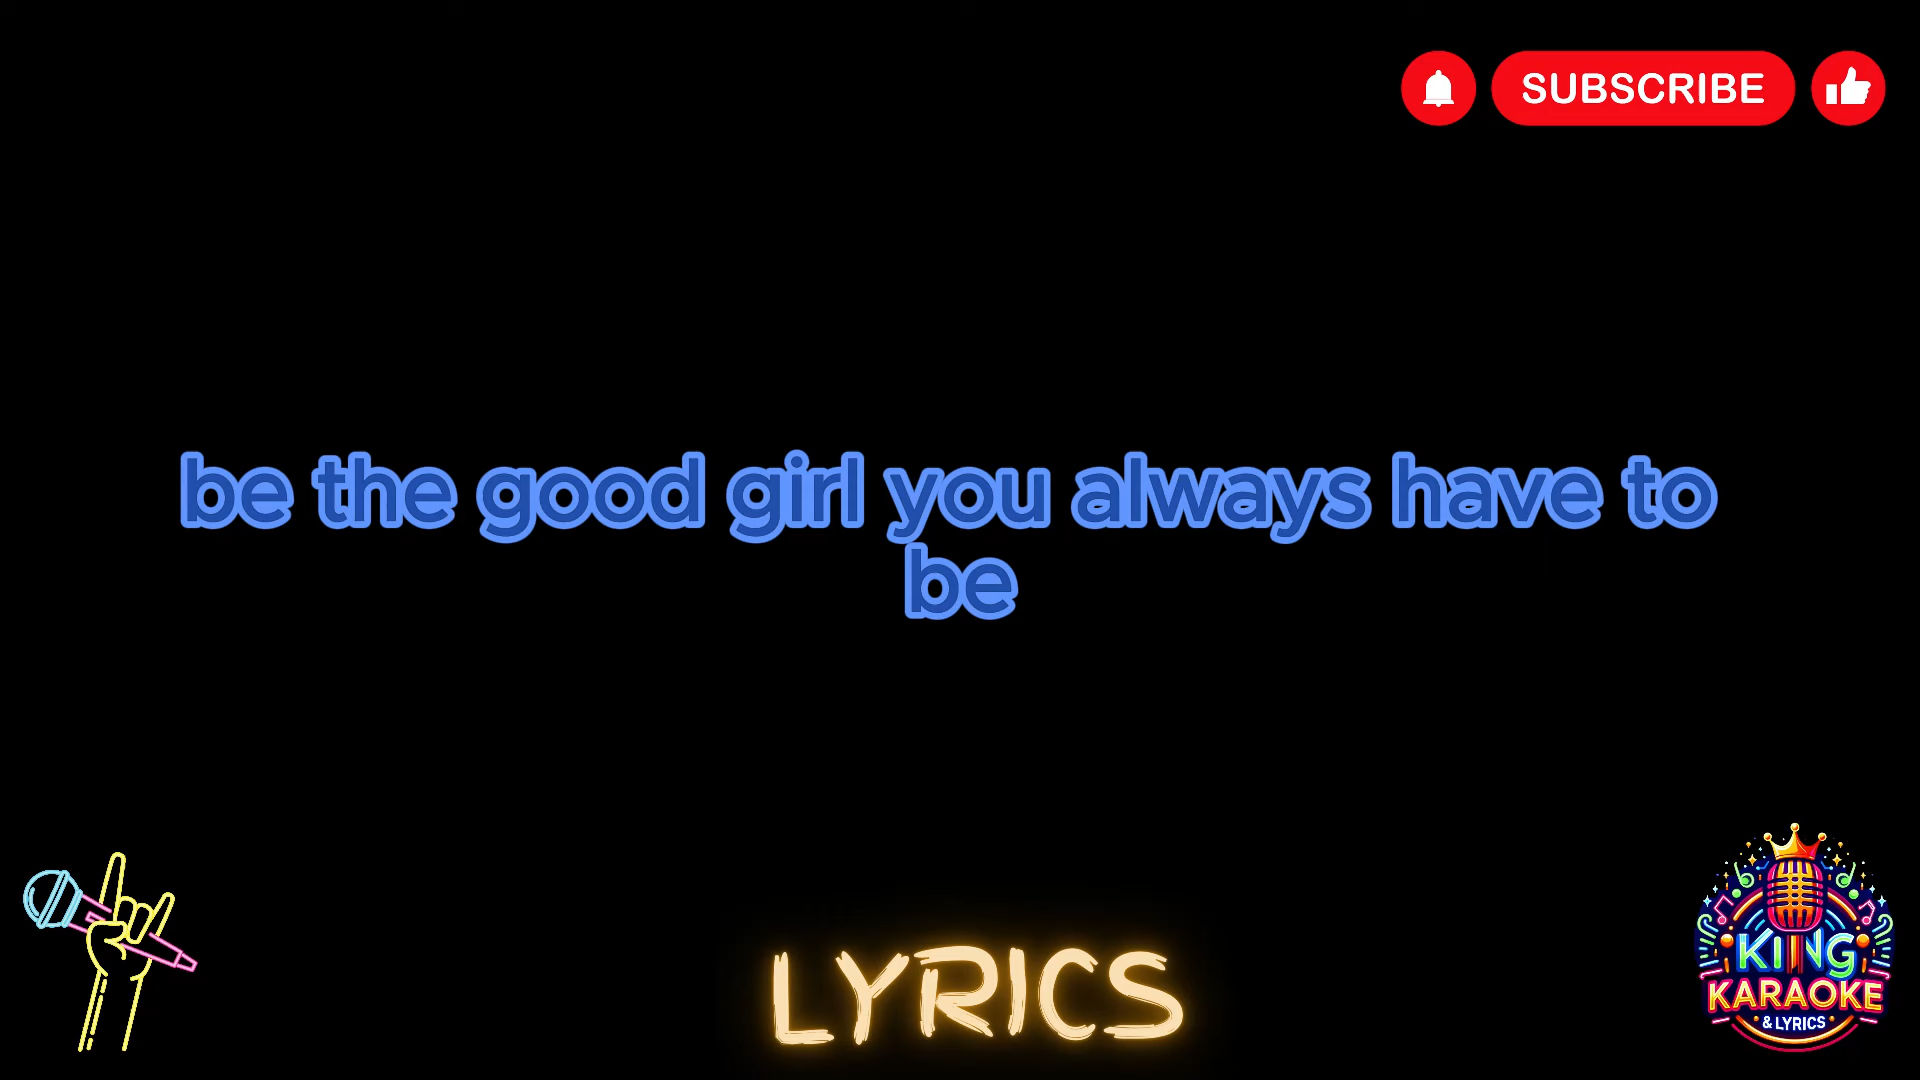 SUBSCRIBE
be the good girl you always have to
be
LYRICS
KING
KARAOKE
& LYRICS